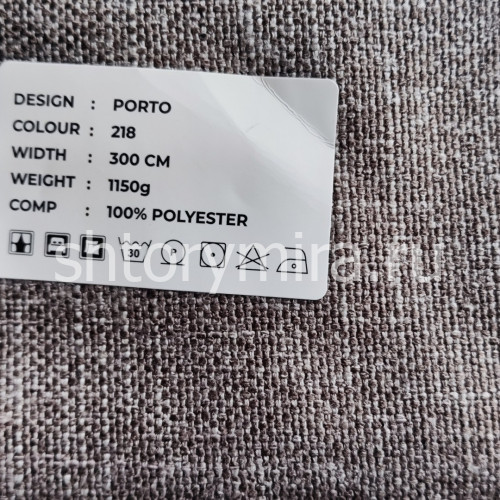 DESIGN : PORTO
COLOUR : 218
WIDTH : 300 CM
WEIGHT : 1150g
COMP : 100% POLYESTER
30 P
shtorymira.ru